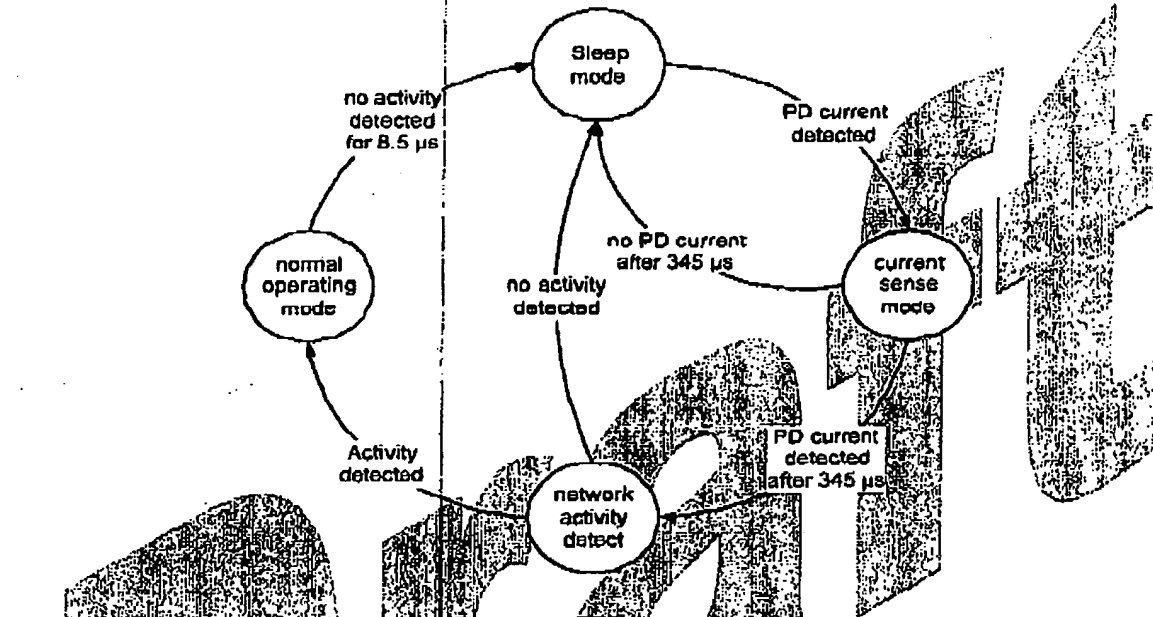 Sleep
mode
no activity
detected
for 8.5 µs
PD current
detected
no PD current
after 345 µs
normal
operating
mode
current
sense
mode
no activity
detected
Activity
detected
PD current
detected
after 345 µs
network
activity
detect